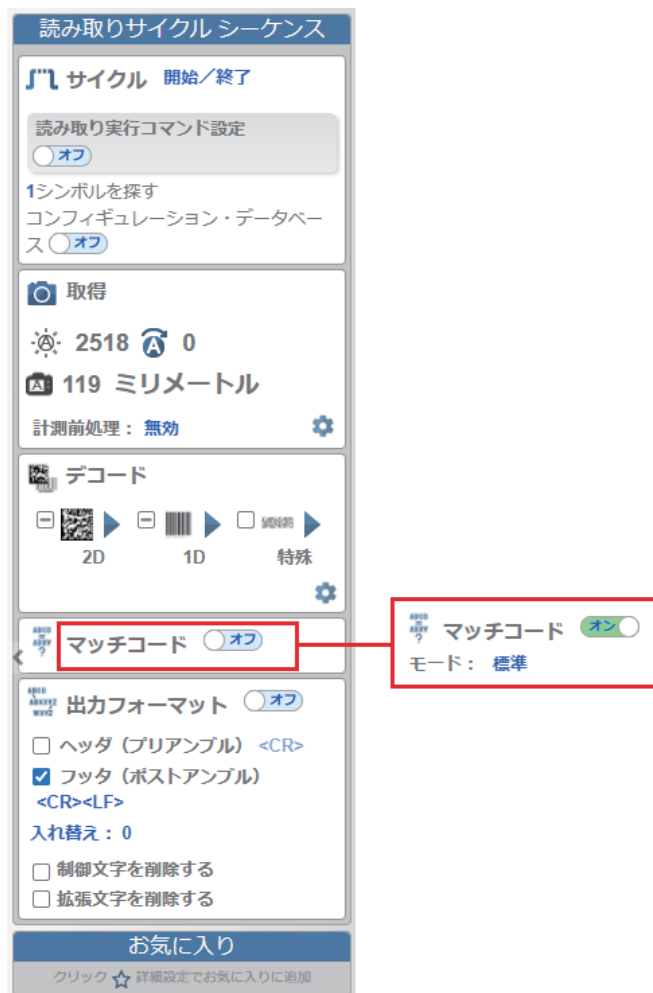 読み取りサイクル シーケンス
サイクル 開始／終了
読み取り実行コマンド設定
オフ
1シンボルを探す
コンフィギュレーション・データベー
ス オフ
取得
2518 0
119 ミリメートル
計測前処理： 無効
デコード
2D 1D 特殊
マッチコード オフ
マッチコード オン
モード： 標準
出力フォーマット オフ
ヘッダ（プリアンブル） <CR>
フッタ（ポストアンブル）
<CR><LF>
入れ替え：0
制御文字を削除する
拡張文字を削除する
お気に入り
クリック 詳細設定でお気に入りに追加